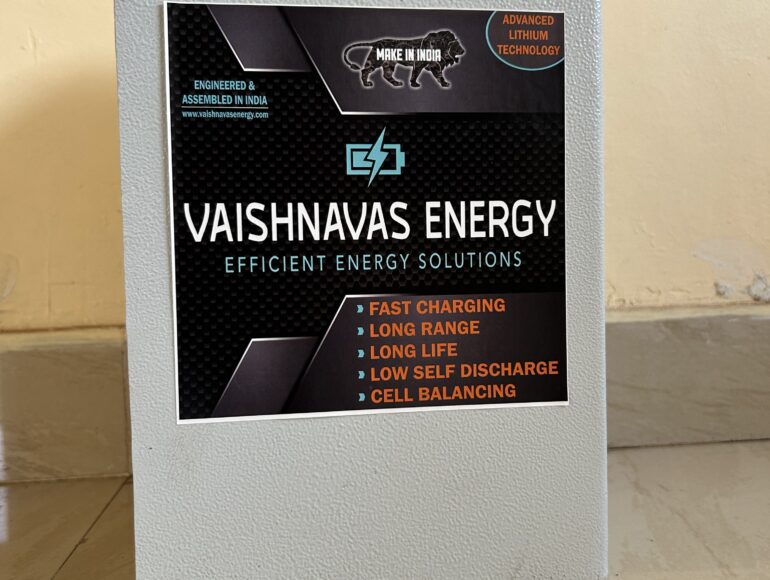 MAKE IN INDIA
ADVANCED
LITHIUM
TECHNOLOGY
ENGINEERED &
ASSEMBLED IN INDIA
www.vaishnavasenergy.com
VAISHNAVAS ENERGY
EFFICIENT ENERGY SOLUTIONS
FAST CHARGING
LONG RANGE
LONG LIFE
LOW SELF DISCHARGE
CELL BALANCING